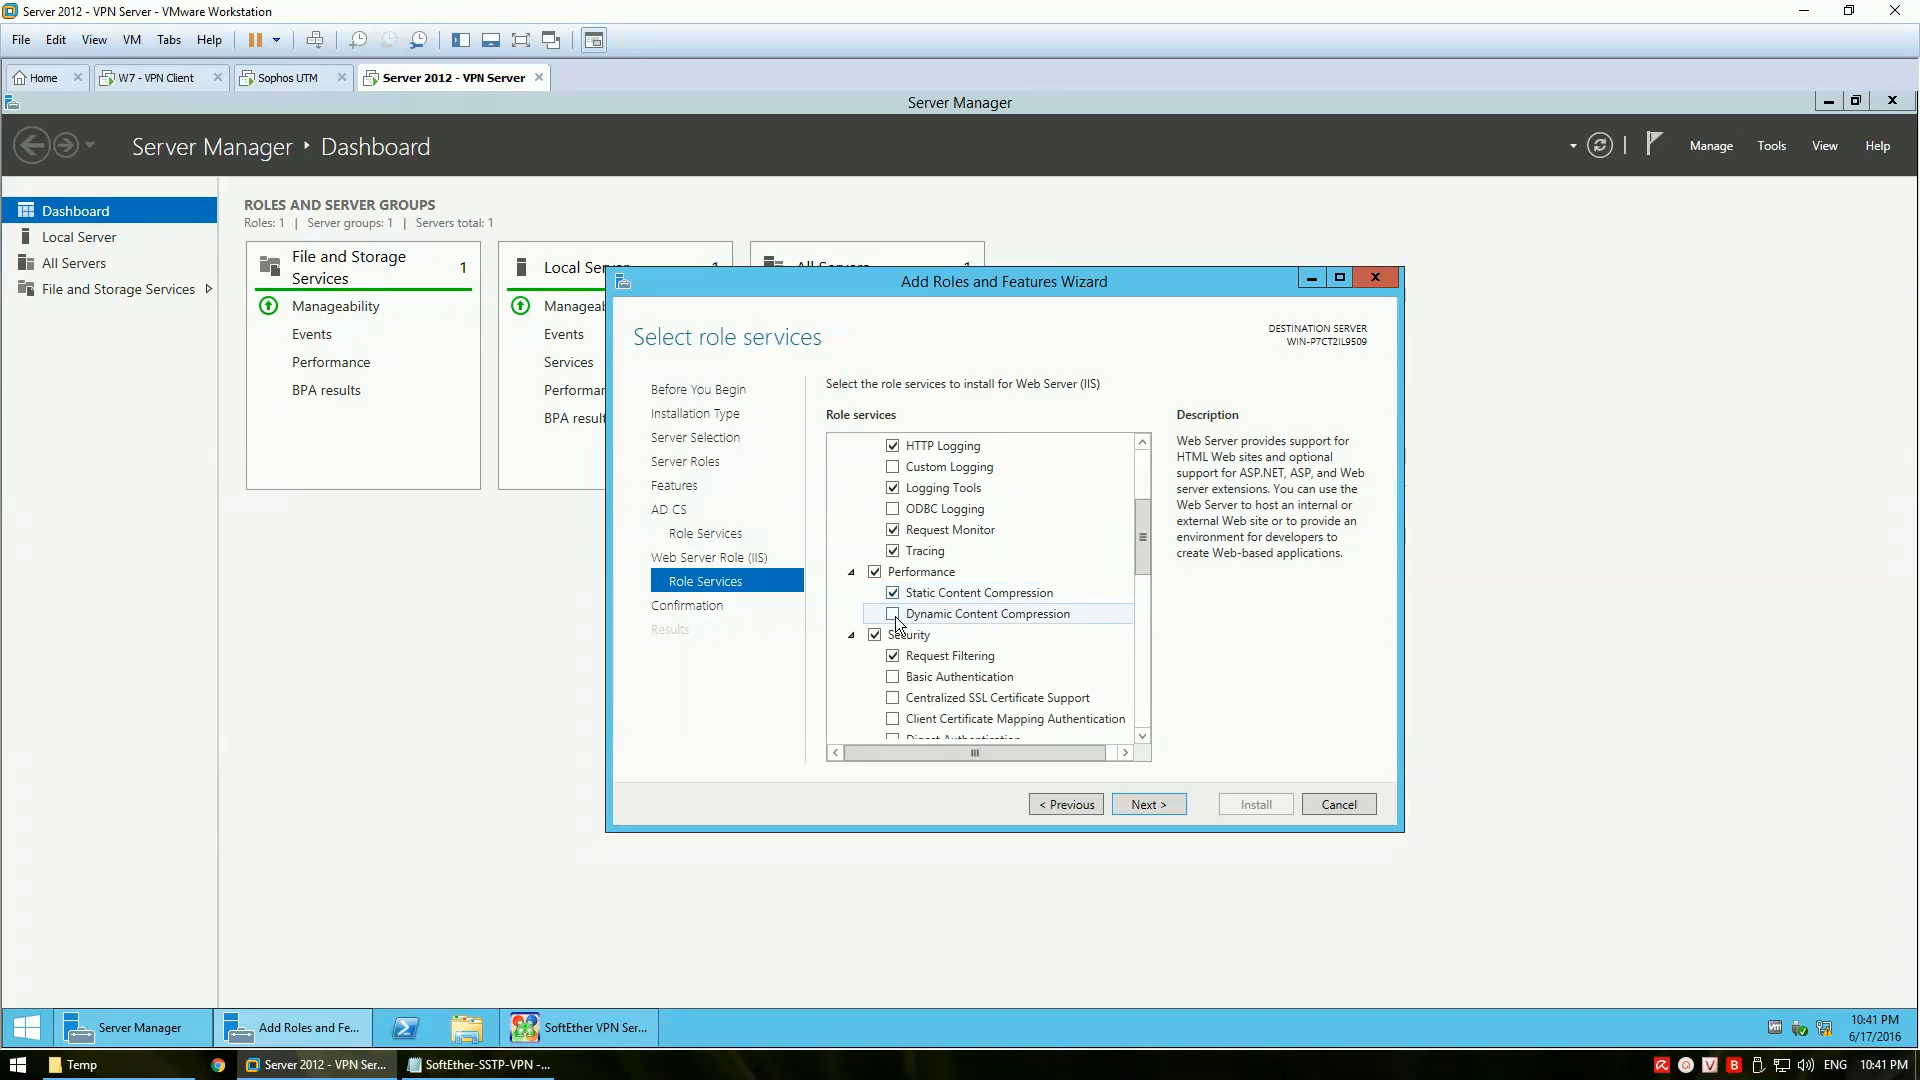 Server 2012 - VPN Server - VMware Workstation
File Edit View VM Tabs Help
Home W7 - VPN Client Sophos UTM Server 2012 - VPN Server
Server Manager
Server Manager Dashboard
Manage Tools View Help
Dashboard
Local Server
All Servers
File and Storage Services
ROLES AND SERVER GROUPS
Roles: 1 | Server groups: 1 | Servers total: 1
File and Storage
Services
1
Manageability
Events
Performance
BPA results
Local Server
Manageab
Events
Services
Performan
BPA result
Add Roles and Features Wizard
Select role services
DESTINATION SERVER
WIN-P7CT2IL9509
Before You Begin
Installation Type
Server Selection
Server Roles
Features
AD CS
Role Services
Web Server Role (IIS)
Role Services
Confirmation
Results
Select the role services to install for Web Server (IIS)
Role services
HTTP Logging
Custom Logging
Logging Tools
ODBC Logging
Request Monitor
Tracing
Performance
Static Content Compression
Dynamic Content Compression
Security
Request Filtering
Basic Authentication
Centralized SSL Certificate Support
Client Certificate Mapping Authentication
Digest Authentication
Description
Web Server provides support for
HTML Web sites and optional
support for ASP.NET, ASP, and Web
server extensions. You can use the
Web Server to host an internal or
external Web site or to provide an
environment for developers to
create Web-based applications.
< Previous Next > Install Cancel
Server Manager Add Roles and Fe... SoftEther VPN Ser...
10:41 PM
6/17/2016
Temp Server 2012 - VPN Ser... SoftEther-SSTP-VPN -...
ENG 10:41 PM